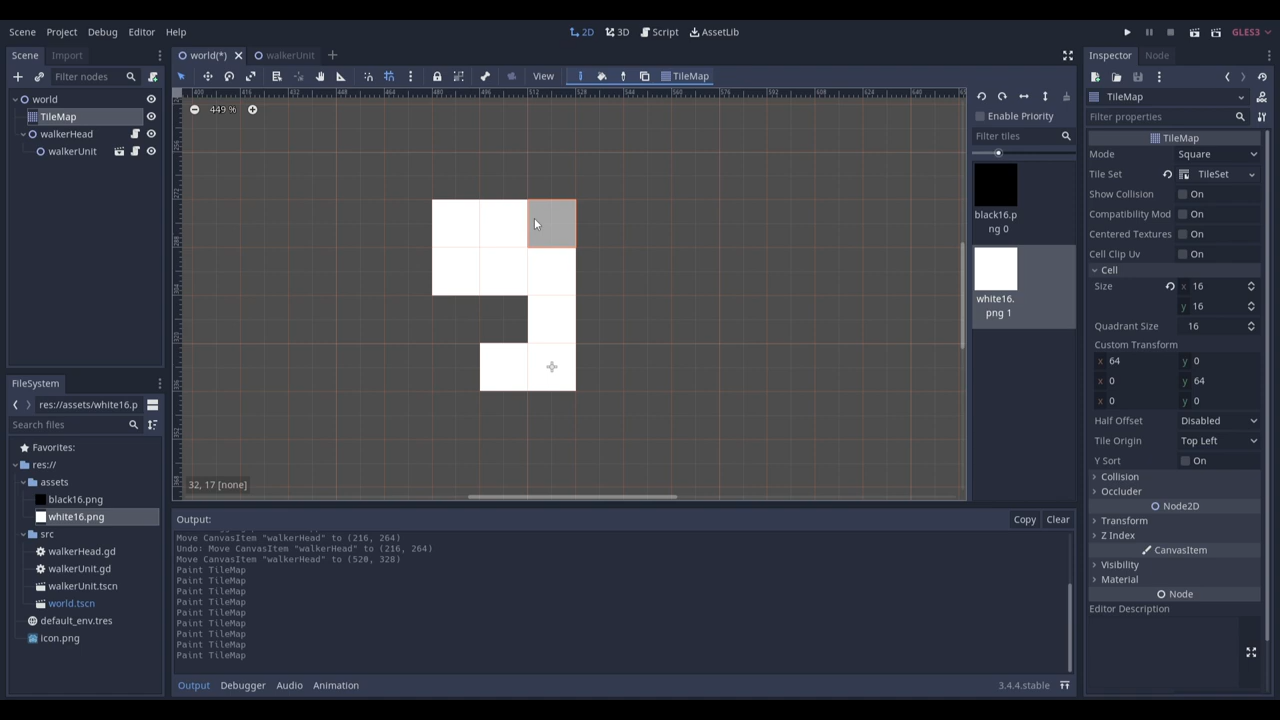 Scene Project Debug Editor Help
2D 3D Script AssetLib
GLES3
Scene Import
world(*) walkerUnit
Inspector Node
Filter nodes
View
TileMap
449 %
world
TileMap
walkerHead
walkerUnit
Enable Priority
Filter tiles
black16.p
ng 0
white16.
png 1
TileMap
Filter properties
TileMap
Mode Square
Tile Set TileSet
Show Collision On
Compatibility Mod On
Centered Textures On
Cell Clip Uv On
Cell
Size x 16
y 16
Quadrant Size 16
Custom Transform
x 64 y 0
x 0 y 64
x 0 y 0
Half Offset Disabled
Tile Origin Top Left
Y Sort On
Collision
Occluder
Node2D
Transform
Z Index
CanvasItem
Visibility
Material
Node
Editor Description
FileSystem
res://assets/white16.p
Search files
Favorites:
res://
assets
black16.png
white16.png
src
walkerHead.gd
walkerUnit.gd
walkerUnit.tscn
world.tscn
default_env.tres
icon.png
32, 17 [none]
Output:
Copy Clear
Move CanvasItem "walkerHead" to (216, 264)
Undo: Move CanvasItem "walkerHead" to (216, 264)
Move CanvasItem "walkerHead" to (520, 328)
Paint TileMap
Paint TileMap
Paint TileMap
Paint TileMap
Paint TileMap
Paint TileMap
Paint TileMap
Paint TileMap
Paint TileMap
Output Debugger Audio Animation
3.4.4.stable